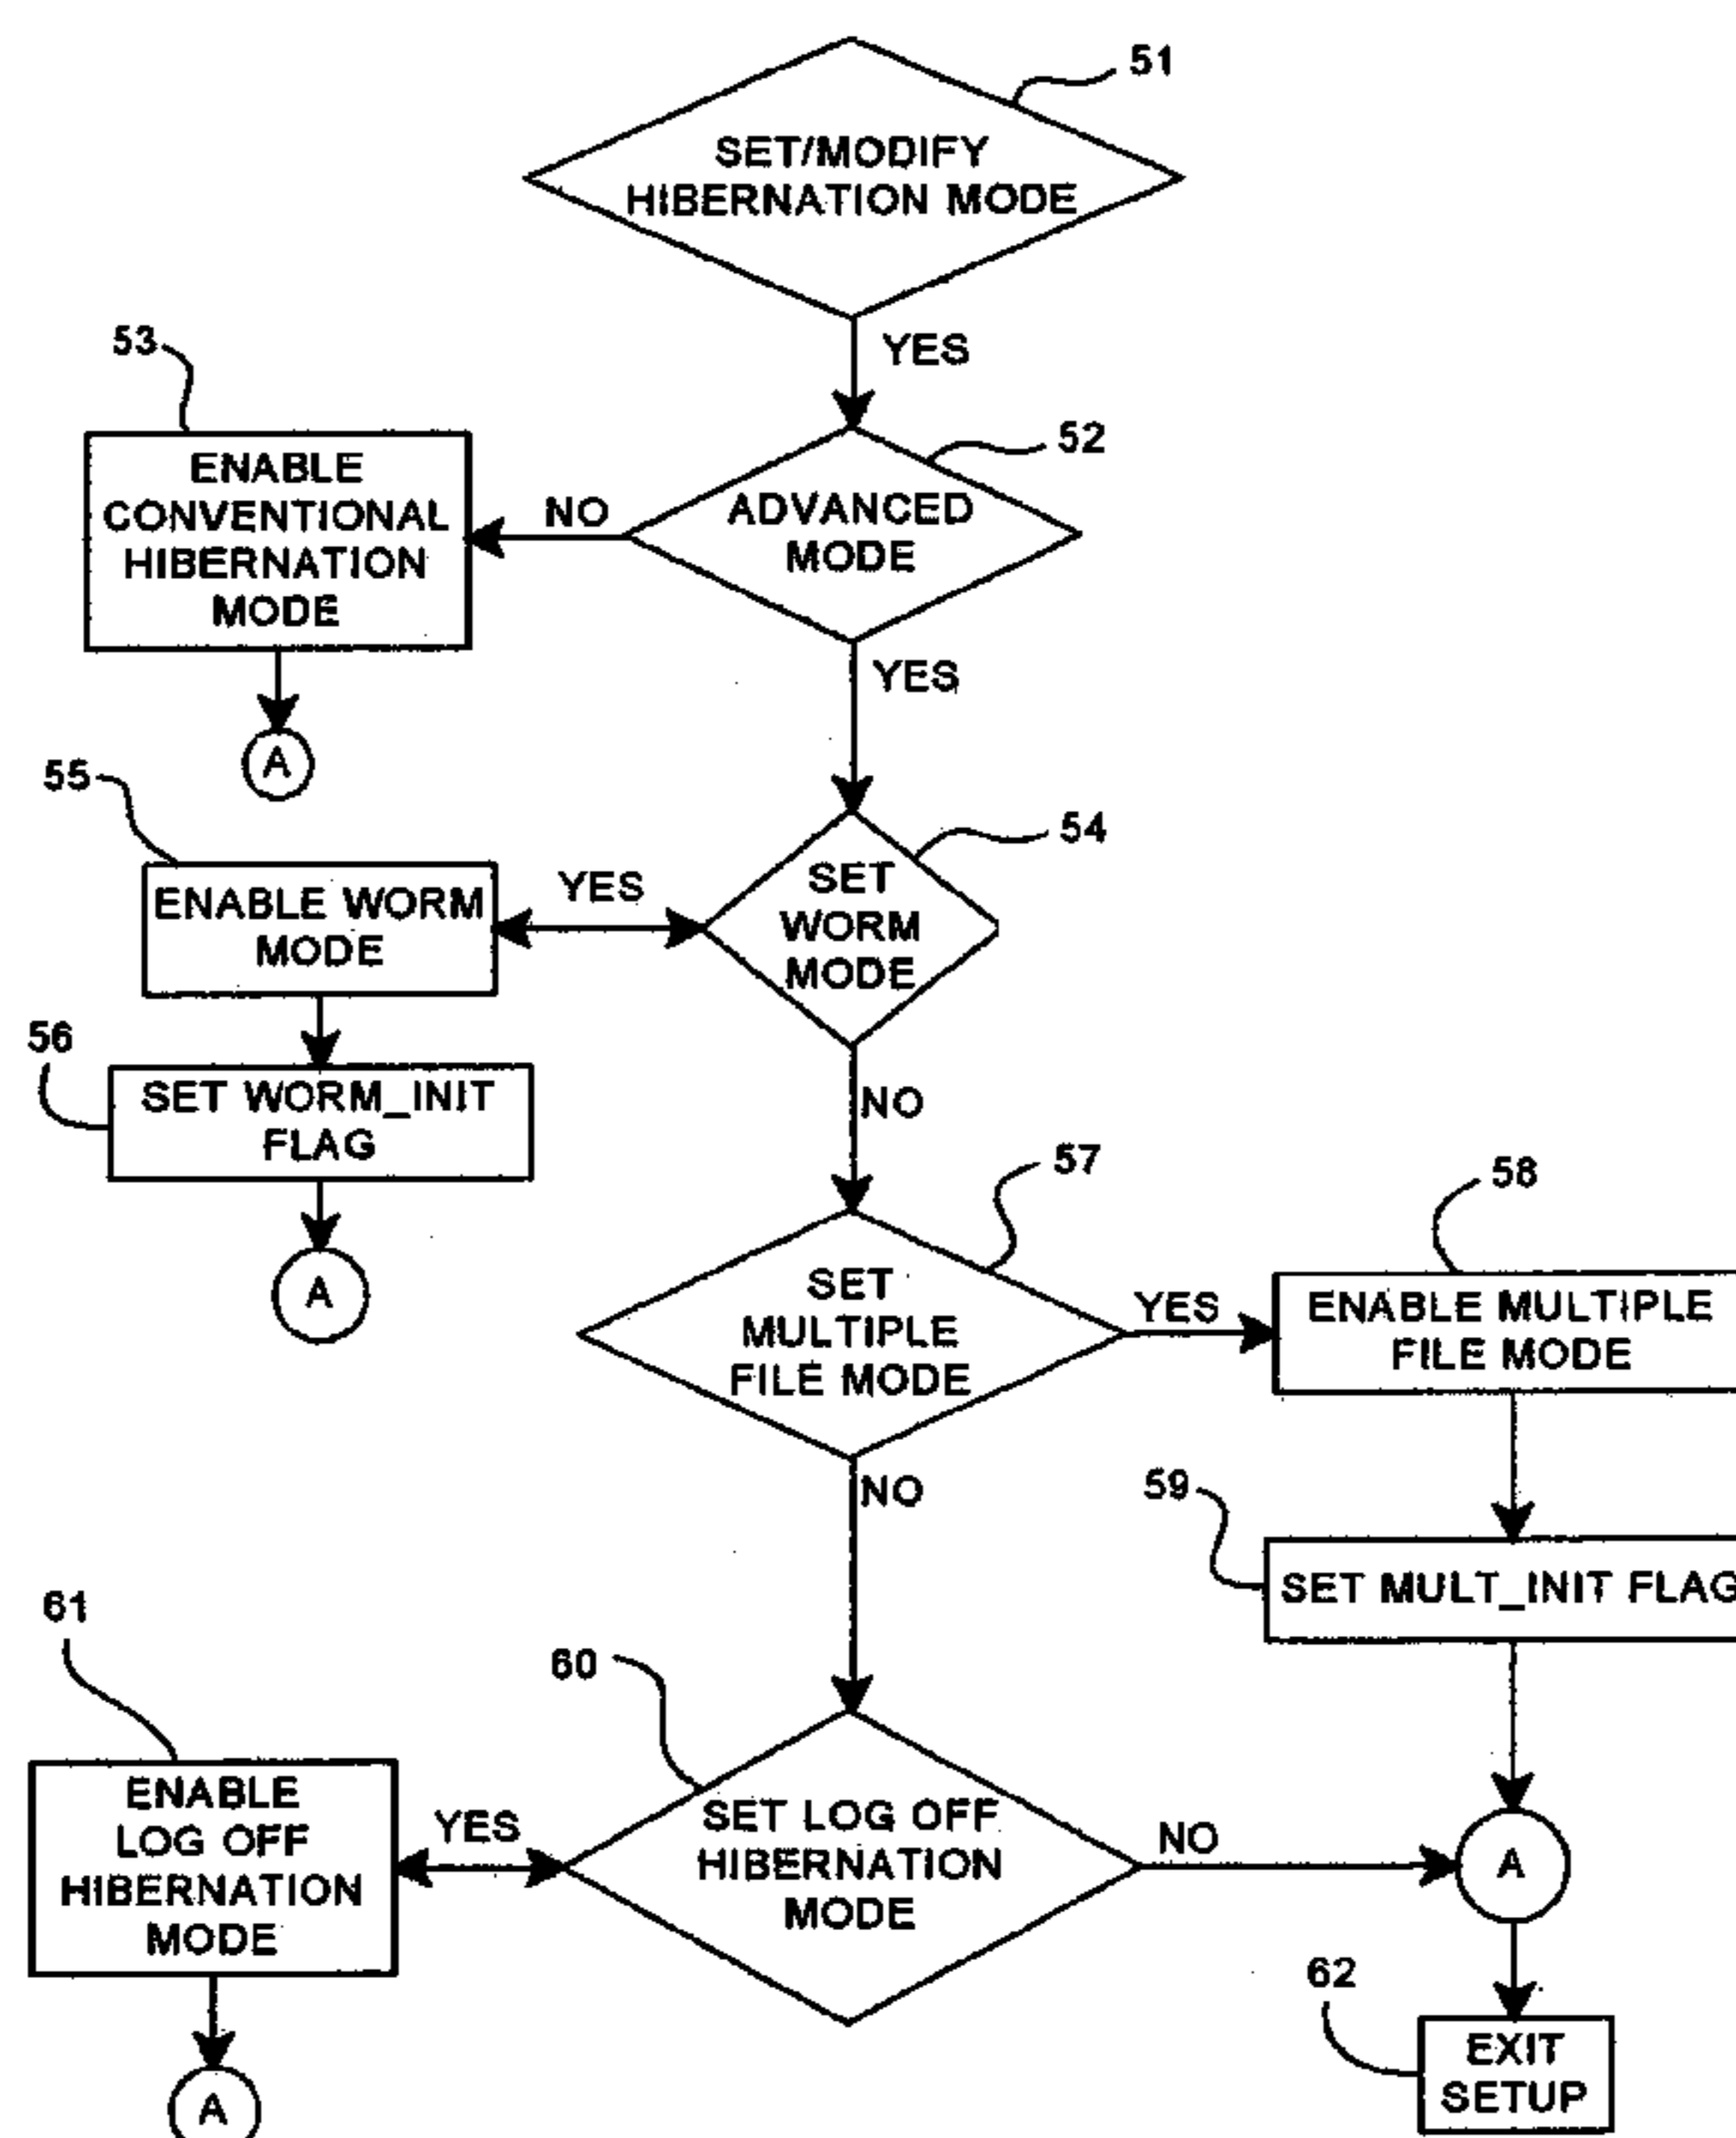 51
SET/MODIFY
HIBERNATION MODE
YES
53
52
ENABLE
CONVENTIONAL
HIBERNATION
MODE
NO
ADVANCED
MODE
YES
A
55
54
ENABLE WORM
MODE
YES
SET
WORM
MODE
56
SET WORM_INIT
FLAG
NO
57
58
A
SET
MULTIPLE
FILE MODE
YES
ENABLE MULTIPLE
FILE MODE
NO
59
SET MULT_INIT FLAG
61
60
ENABLE
LOG OFF
HIBERNATION
MODE
YES
SET LOG OFF
HIBERNATION
MODE
NO
A
62
EXIT
SETUP
A